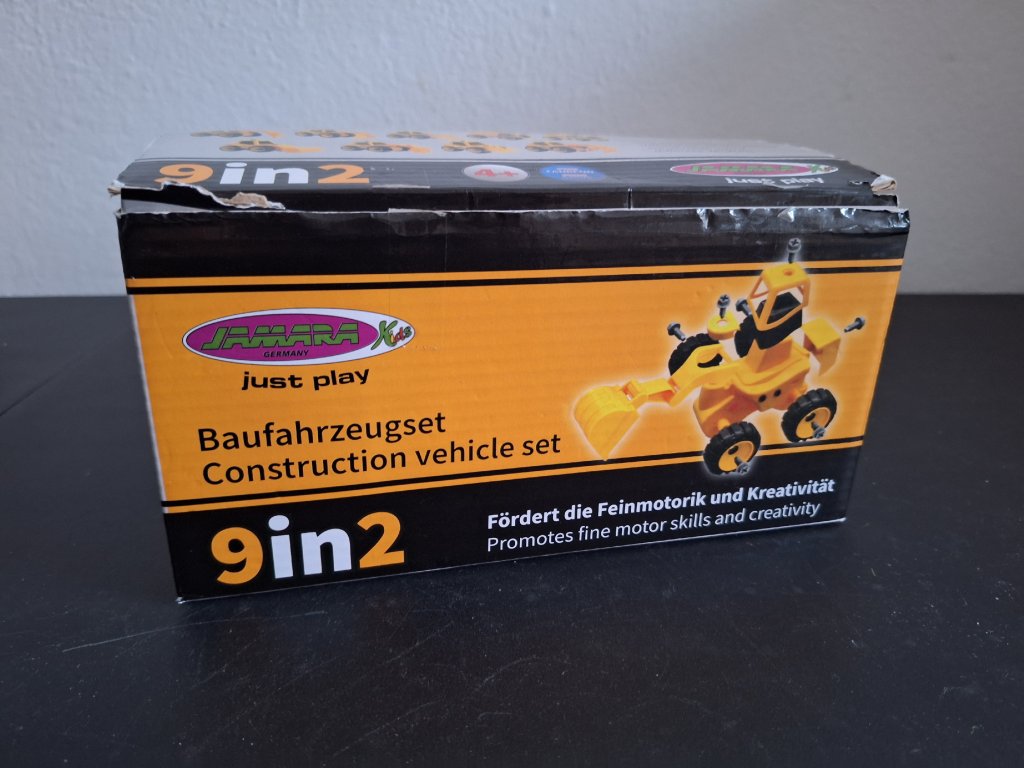 9in2
4+
JAMARA
just play
JAMARA Kids
GERMANY
just play
Baufahrzeugset
Construction vehicle set
9in2
Fördert die Feinmotorik und Kreativität
Promotes fine motor skills and creativity